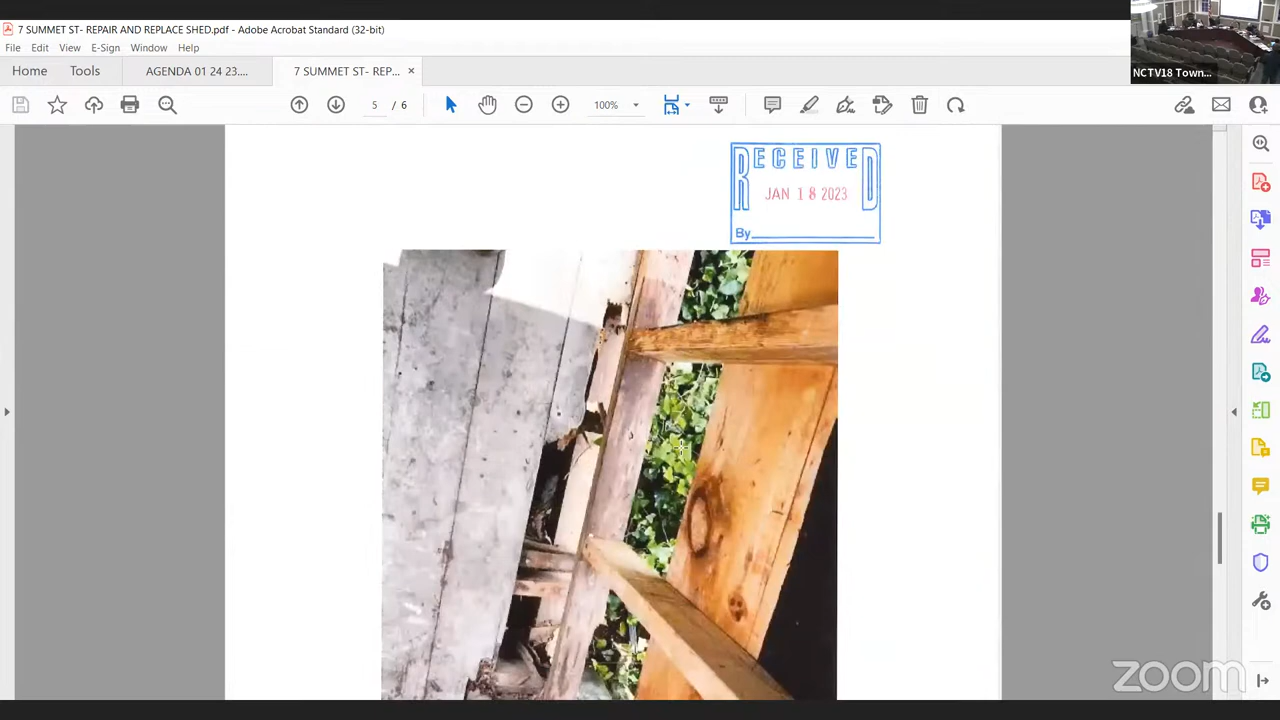 7 SUMMET ST- REPAIR AND REPLACE SHED.pdf - Adobe Acrobat Standard (32-bit)
File Edit View E-Sign Window Help
Home Tools AGENDA 01 24 23.... 7 SUMMET ST- REP... ×
5 / 6 100%
RECEIVED
JAN 18 2023
By
NCTV18 Town...
zoom